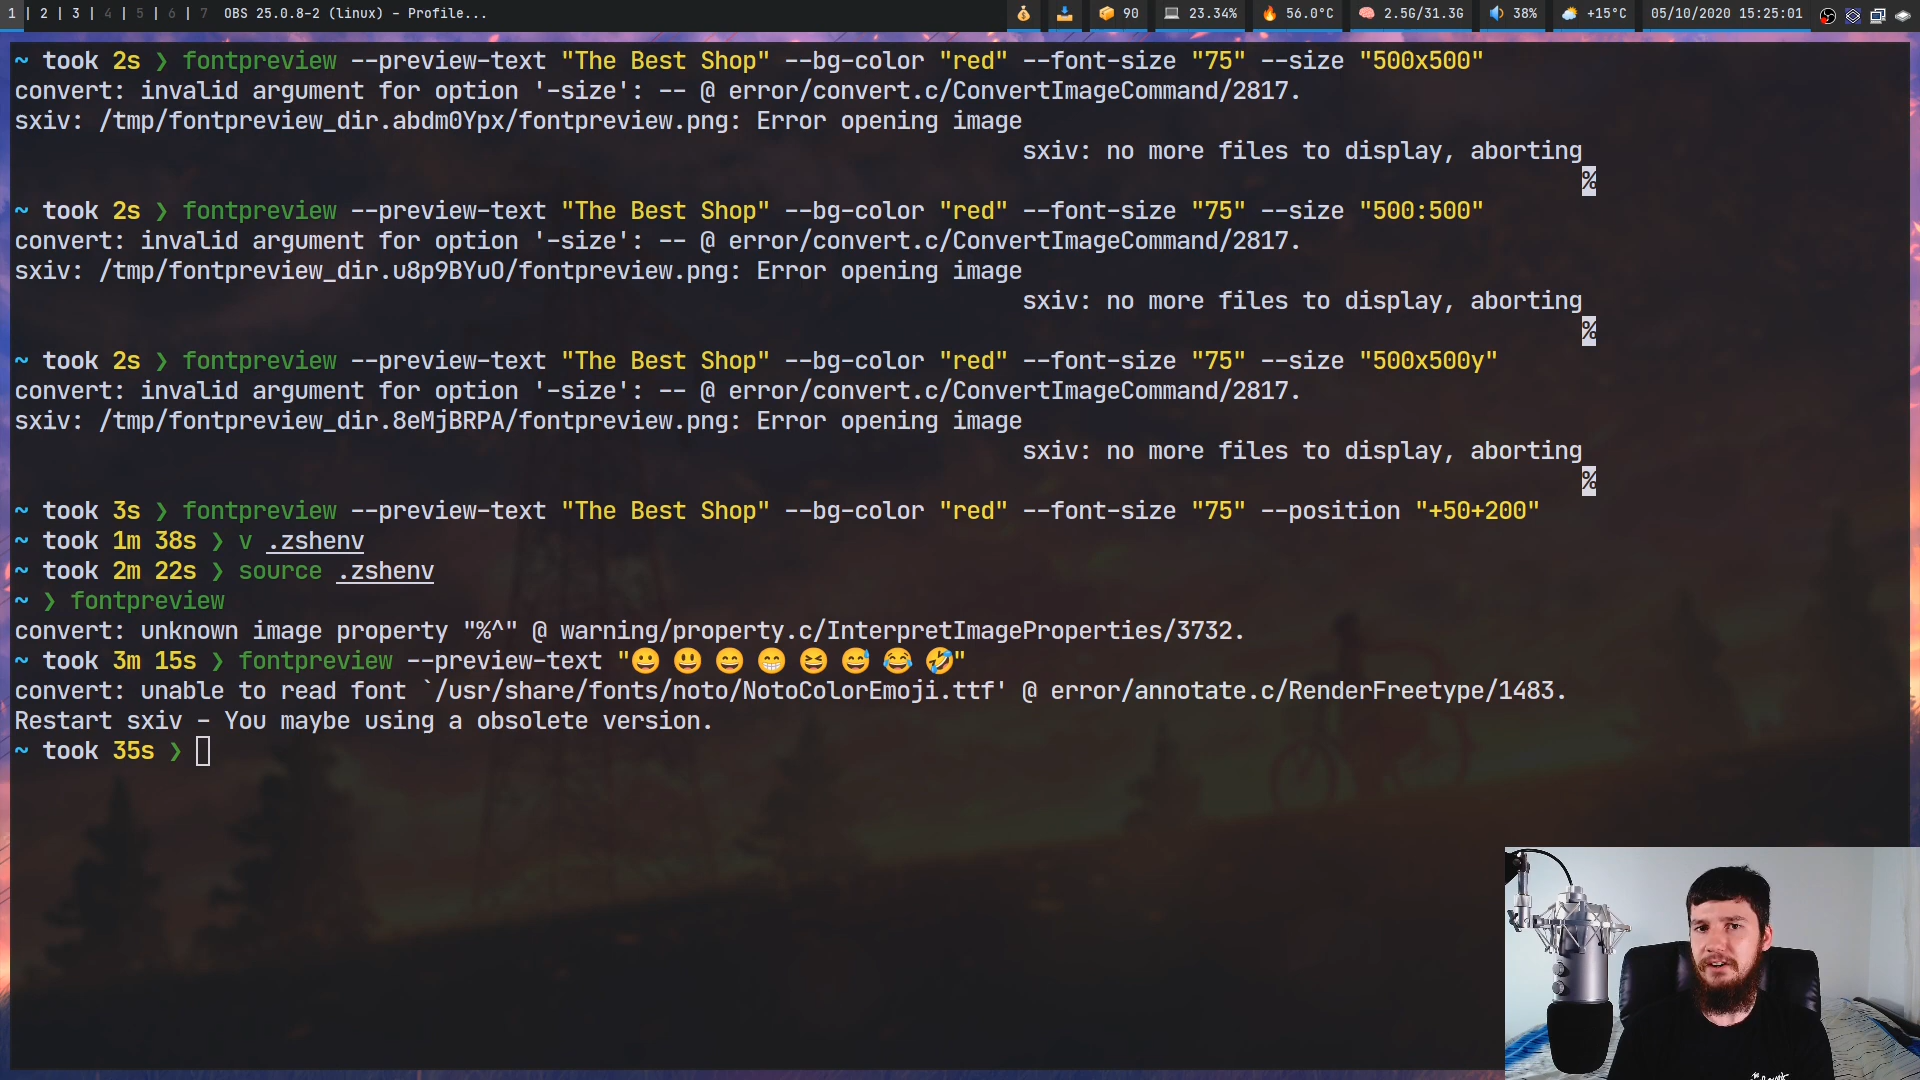 1 | 2 | 3 | 4 | 5 | 6 | 7 OBS 25.0.8-2 (linux) - Profile... 💰 📥 📦 90 💻 23.34% 🔥 56.0°C 🧠 2.5G/31.3G 🔊 38% ⛅ +15°C 05/10/2020 15:25:01
~ took 2s ❯ fontpreview --preview-text "The Best Shop" --bg-color "red" --font-size "75" --size "500x500"
convert: invalid argument for option '-size': -- @ error/convert.c/ConvertImageCommand/2817.
sxiv: /tmp/fontpreview_dir.abdm0Ypx/fontpreview.png: Error opening image
sxiv: no more files to display, aborting
%
~ took 2s ❯ fontpreview --preview-text "The Best Shop" --bg-color "red" --font-size "75" --size "500:500"
convert: invalid argument for option '-size': -- @ error/convert.c/ConvertImageCommand/2817.
sxiv: /tmp/fontpreview_dir.u8p9BYuO/fontpreview.png: Error opening image
sxiv: no more files to display, aborting
%
~ took 2s ❯ fontpreview --preview-text "The Best Shop" --bg-color "red" --font-size "75" --size "500x500y"
convert: invalid argument for option '-size': -- @ error/convert.c/ConvertImageCommand/2817.
sxiv: /tmp/fontpreview_dir.8eMjBRPA/fontpreview.png: Error opening image
sxiv: no more files to display, aborting
%
~ took 3s ❯ fontpreview --preview-text "The Best Shop" --bg-color "red" --font-size "75" --position "+50+200"
~ took 1m 38s ❯ v .zshenv
~ took 2m 22s ❯ source .zshenv
~ ❯ fontpreview
convert: unknown image property "%^" @ warning/property.c/InterpretImageProperties/3732.
~ took 3m 15s ❯ fontpreview --preview-text "😀 😃 😄 😁 😆 😅 😂 🤣"
convert: unable to read font `/usr/share/fonts/noto/NotoColorEmoji.ttf' @ error/annotate.c/RenderFreetype/1483.
Restart sxiv - You maybe using a obsolete version.
~ took 35s ❯